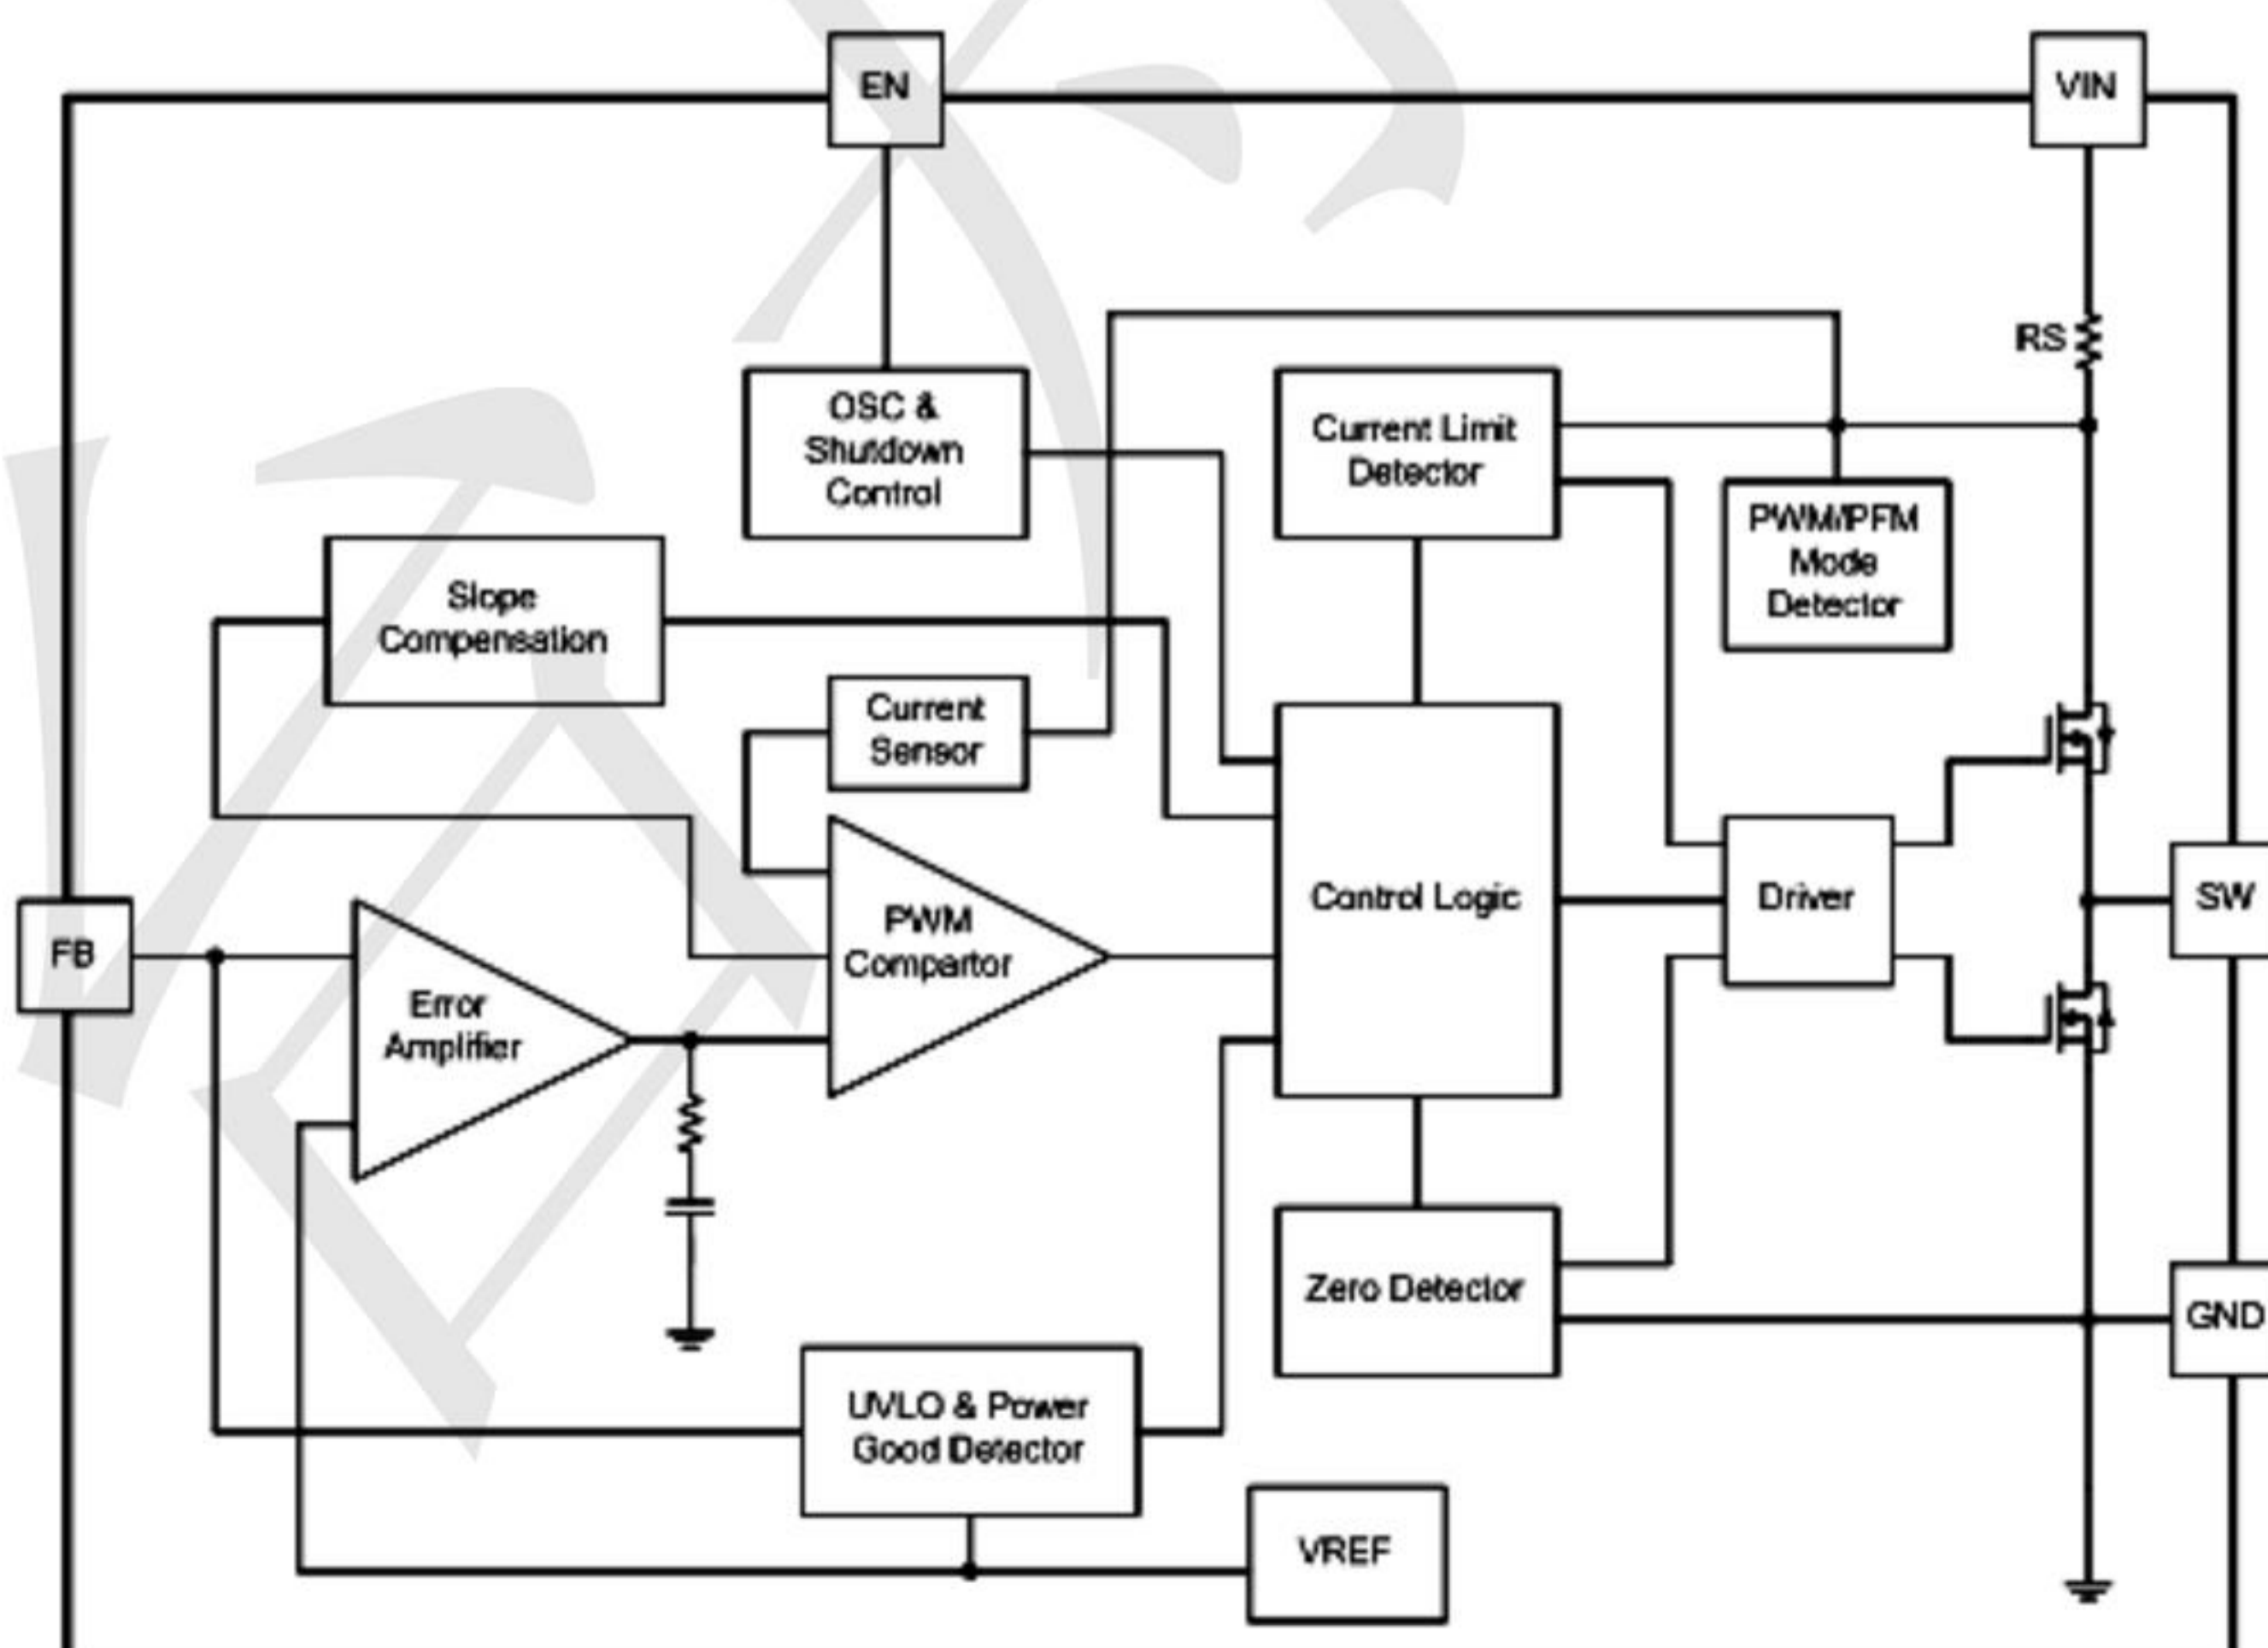 EN
VIN
RS
OSC &
Shutdown
Control
Current Limit
Detector
PWM/PFM
Mode
Detector
Slope
Compensation
Current
Sensor
PWM
Compartor
Control Logic
Driver
SW
FB
Error
Amplifier
Zero Detector
GND
UVLO & Power
Good Detector
VREF